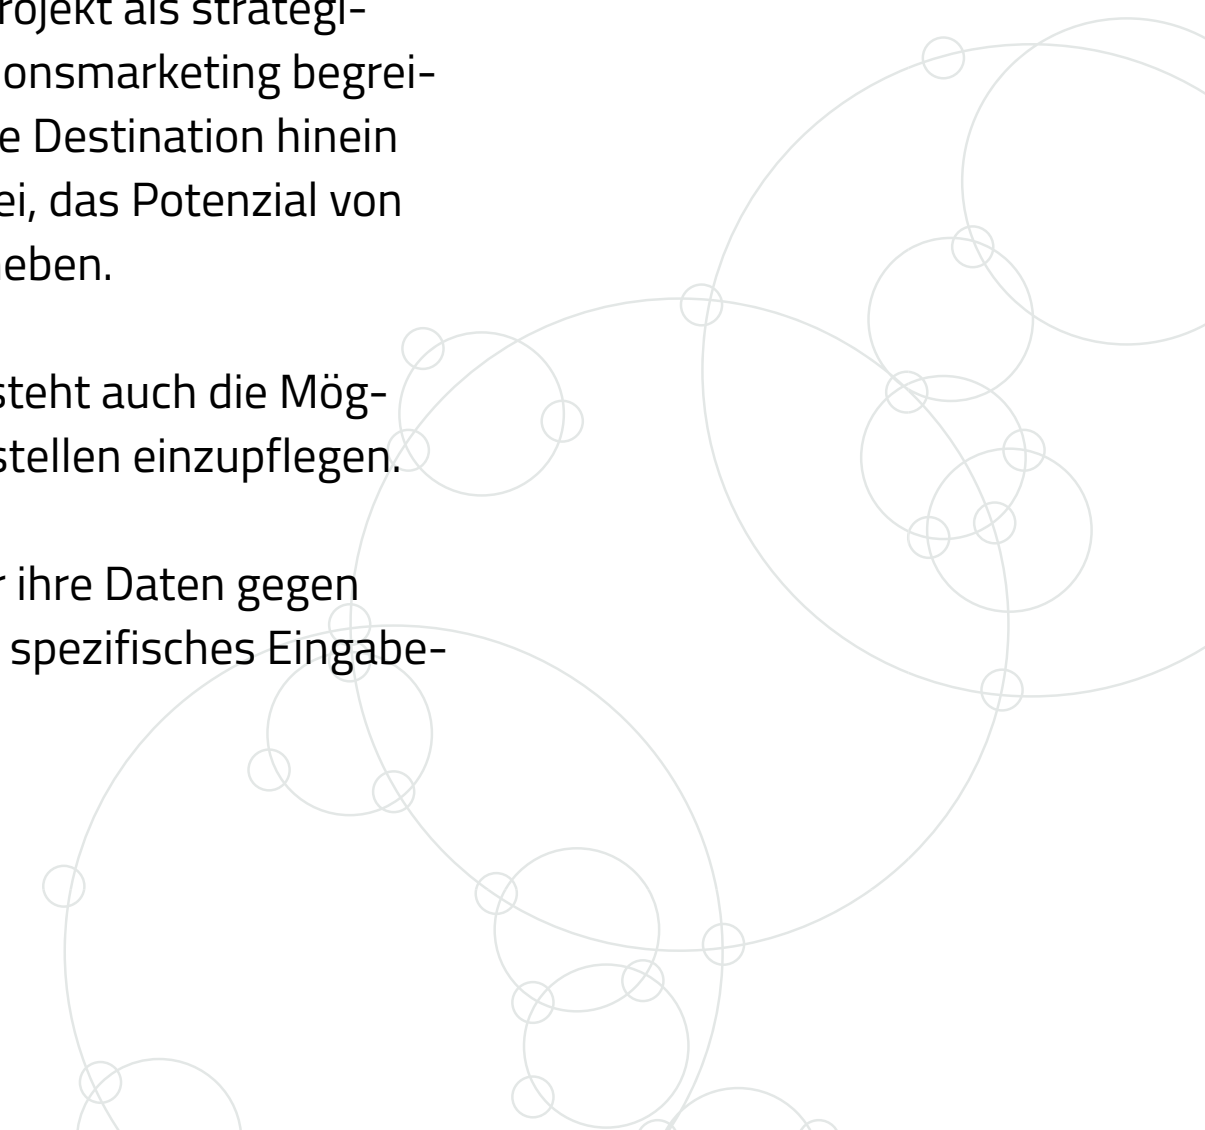 rojekt als strategi-
onsmarketing begrei-
e Destination hinein
ei, das Potenzial von
eben.
steht auch die Mög-
stellen einzupflegen.
r ihre Daten gegen
spezifisches Eingabe-